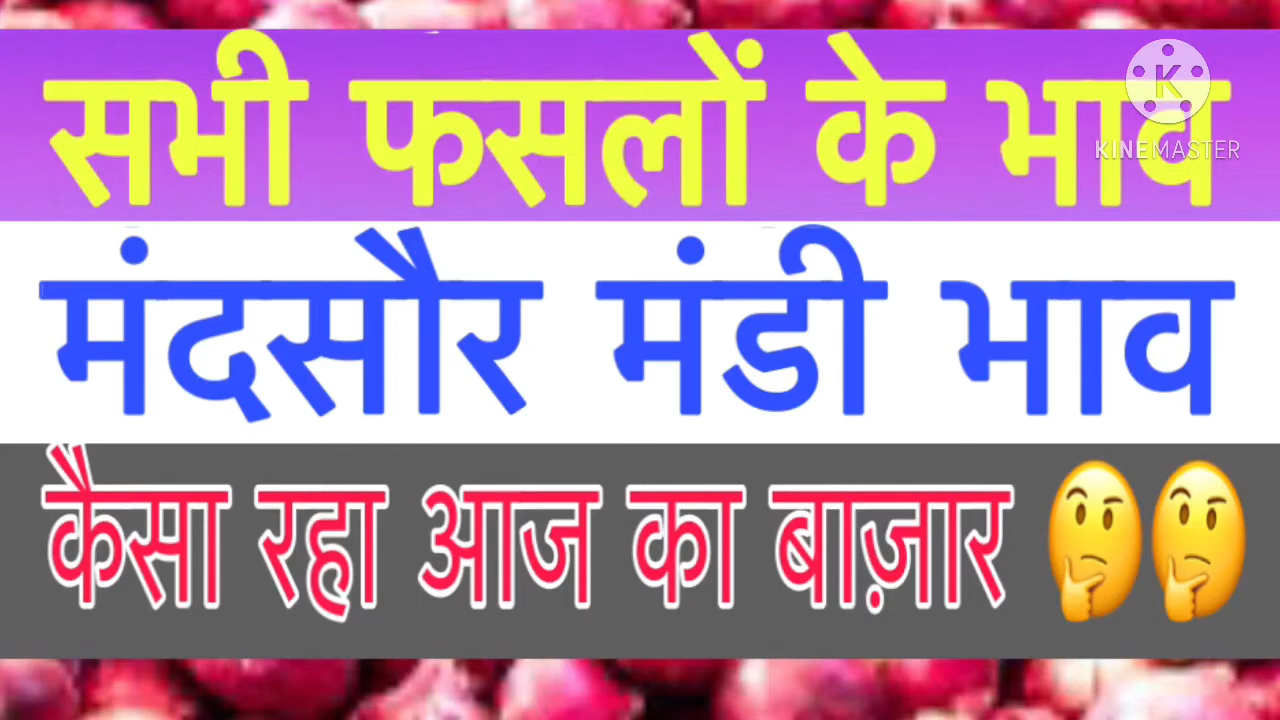 सभी फसलों के भाव
KINEMASTER
मंदसौर मंडी भाव
कैसा रहा आज का बाज़ार 🤔🤔